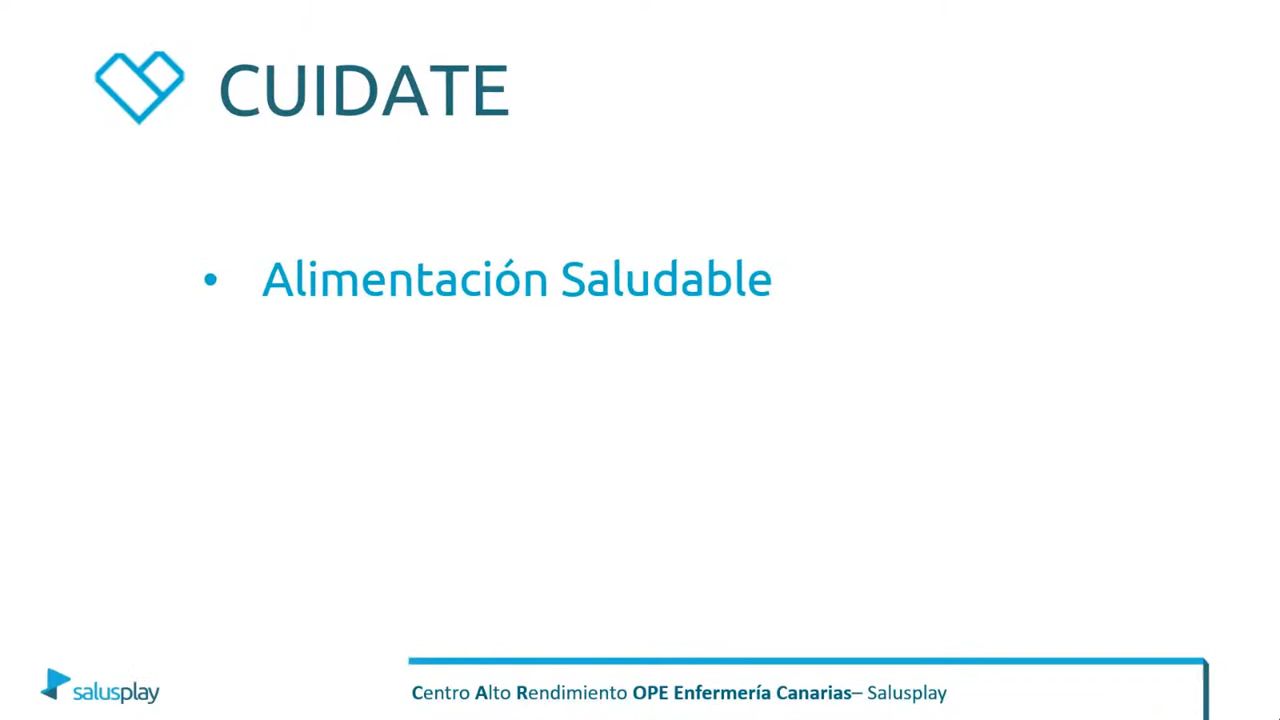 CUIDATE
• Alimentación Saludable
salusplay
Centro Alto Rendimiento OPE Enfermería Canarias– Salusplay